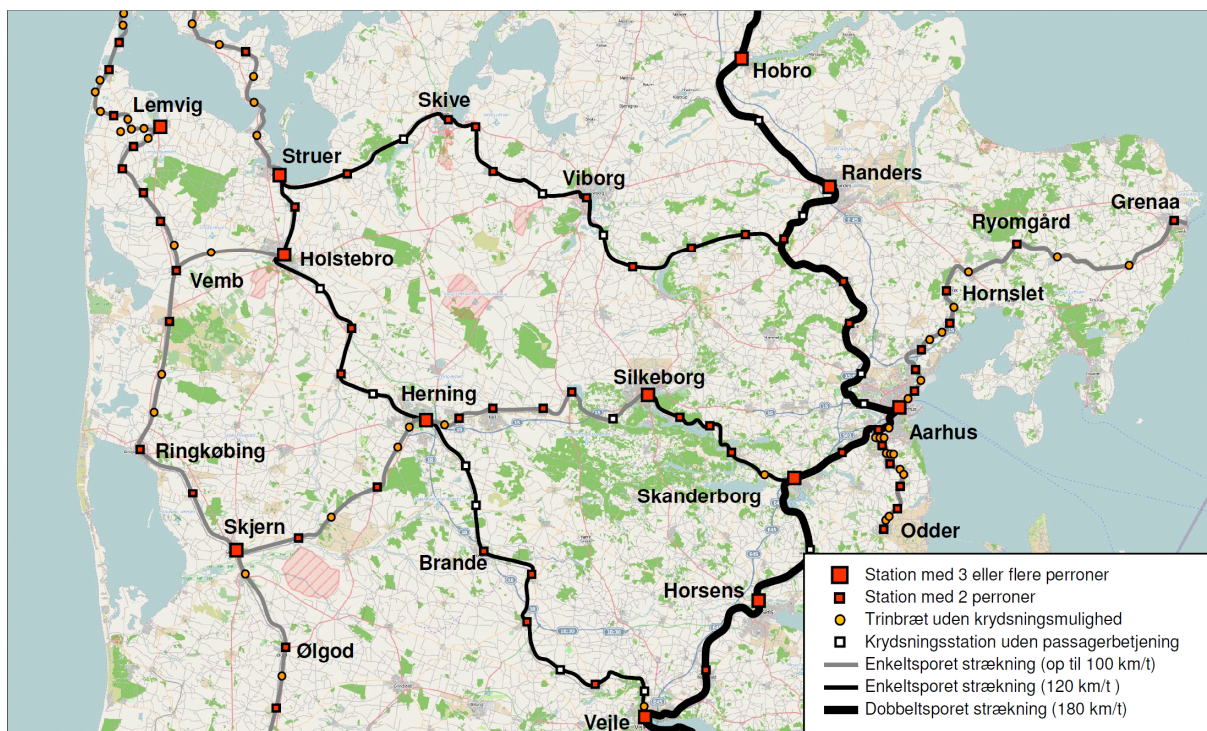 Hobro
Skive
Lemvig
Struer
Viborg
Randers
Grenaa
Ryomgård
Holstebro
Vemb
Hornslet
Silkeborg
Herning
Aarhus
Ringkøbing
Skanderborg
Skjern
Odder
Brande
Horsens
Ølgod
Vejle
Station med 3 eller flere perroner
Station med 2 perroner
Trinbræt uden krydsningsmulighed
Krydsningsstation uden passagerbetjening
Enkeltsporet strækning (op til 100 km/t)
Enkeltsporet strækning (120 km/t )
Dobbeltsporet strækning (180 km/t)